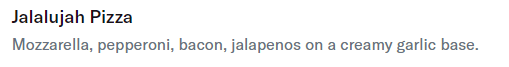 Jalalujah Pizza
Mozzarella, pepperoni, bacon, jalapenos on a creamy garlic base.